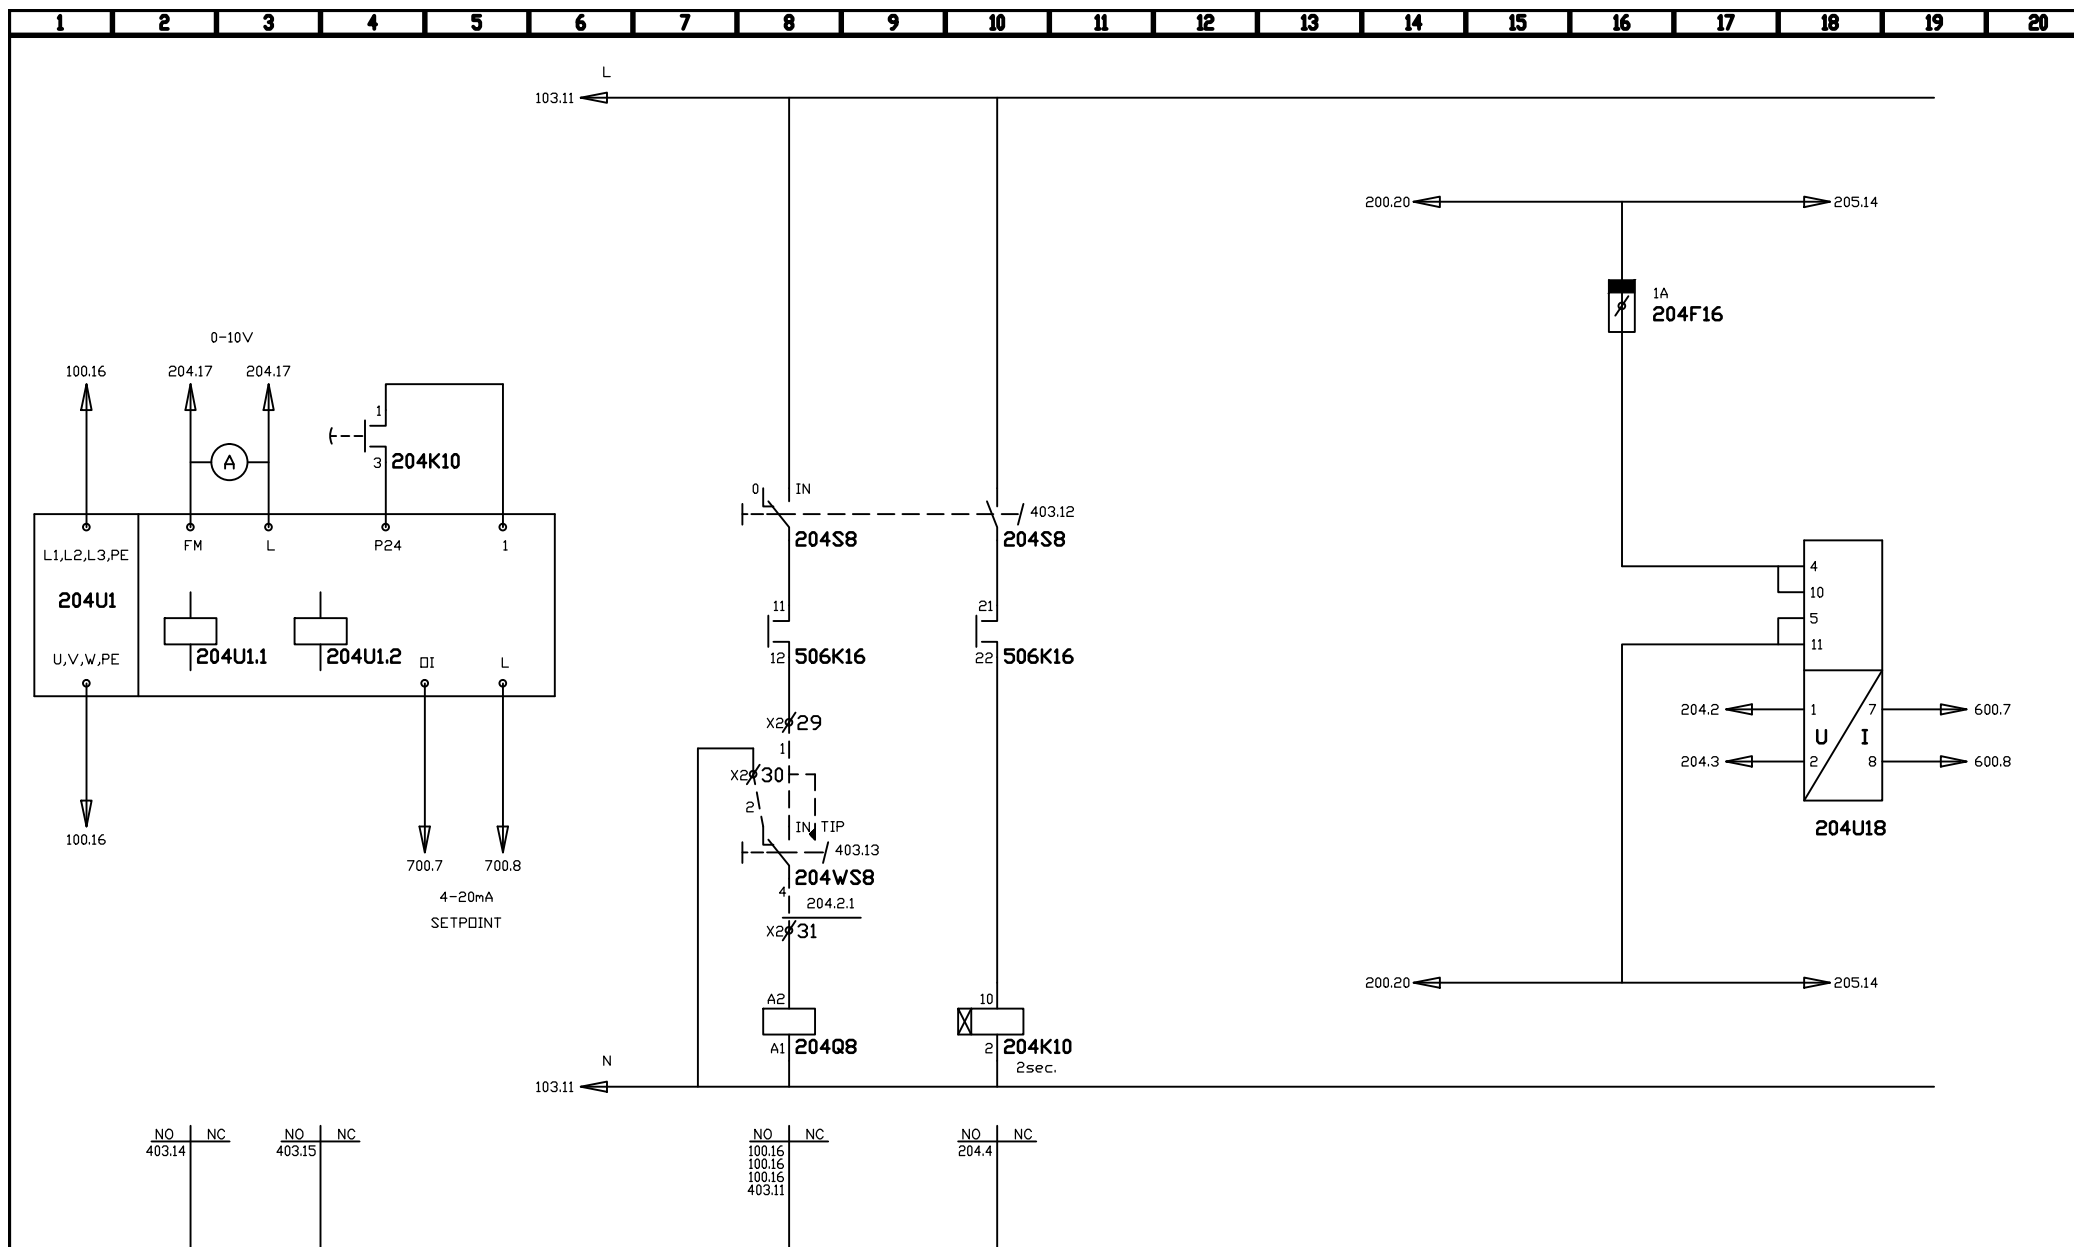 1 2 3 4 5 6 7 8 9 10 11 12 13 14 15 16 17 18 19 20
L
103.11
200.20 205.14
1A
204F16
0-10V
100.16 204.17 204.17
1
A
3 204K10
0 IN
403.12
204S8 204S8
L1,L2,L3,PE FM L P24 1
4
204U1
10
11 21
5
11
U,V,W,PE 204U1.1 204U1.2 OI L
12 506K16 22 506K16
204.2 1 7 600.7
X2 29
U I
1
204.3 2 8 600.8
X2 30
2
IN TIP
204U18
100.16
403.13
700.7 700.8
204WS8
4
4-20mA
204.2.1
SETPOINT
X2 31
200.20 205.14
A2 10
A1 204Q8 2 204K10
2sec.
N
103.11
NO NC NO NC NO NC NO NC
403.14 403.15 100.16 204.4
100.16
100.16
403.11